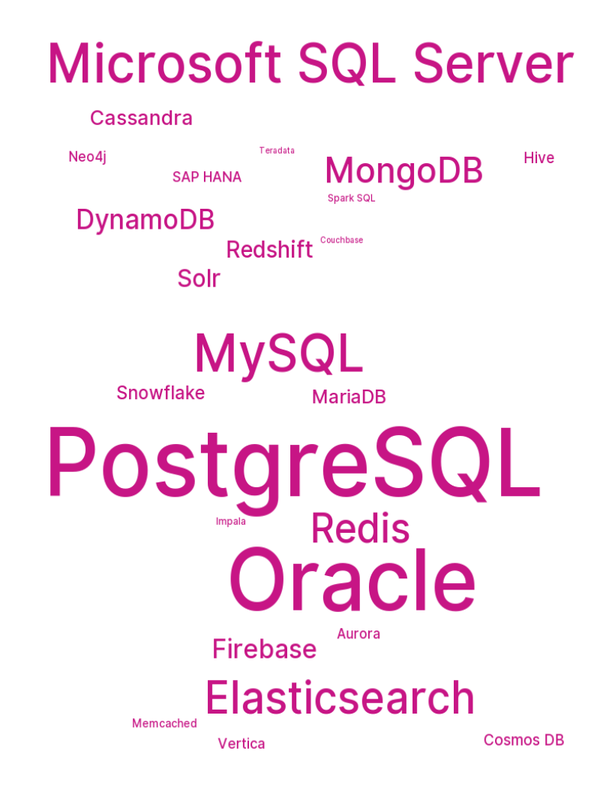 Microsoft SQL Server
Cassandra
Teradata
Neo4j
Hive
MongoDB
SAP HANA
Spark SQL
DynamoDB
Couchbase
Redshift
Solr
MySQL
Snowflake
MariaDB
PostgreSQL
Impala
Redis
Oracle
Aurora
Firebase
Elasticsearch
Memcached
Cosmos DB
Vertica